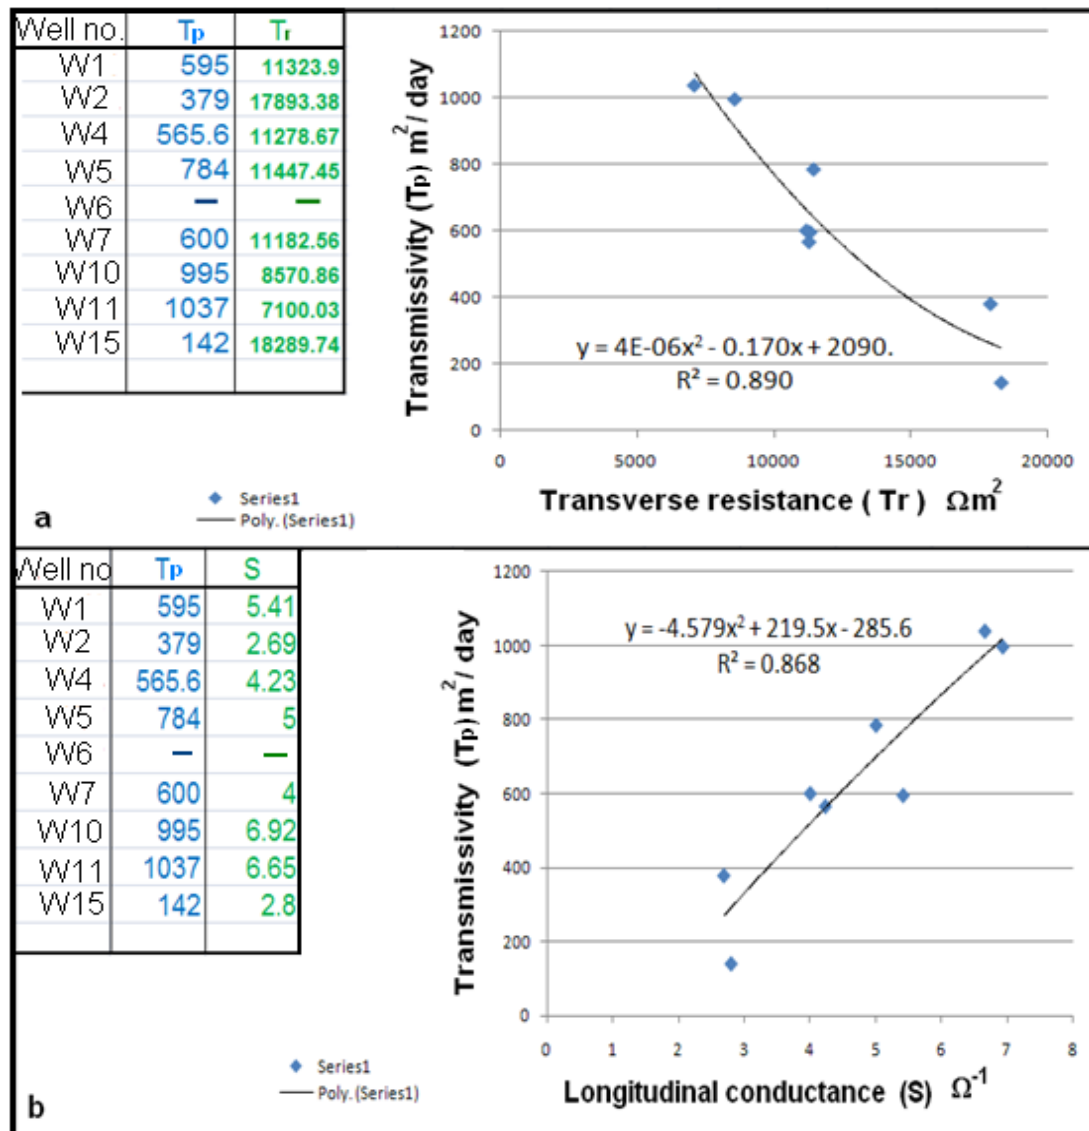 Well no. Tp Tr
W1 595 11323.9
W2 379 17893.38
W4 565.6 11278.67
W5 784 11447.45
W6 – –
W7 600 11182.56
W10 995 8570.86
W11 1037 7100.03
W15 142 18289.74
Transmissivity (Tp) m²/ day
1200
1000
800
600
400
200
0
y = 4E-06x² - 0.170x + 2090.
R² = 0.890
0 5000 10000 15000 20000
Transverse resistance ( Tr ) Ωm²
Series1
Poly. (Series1)
a
Well no Tp S
W1 595 5.41
W2 379 2.69
W4 565.6 4.23
W5 784 5
W6 – –
W7 600 4
W10 995 6.92
W11 1037 6.65
W15 142 2.8
Transmissivity (Tp) m²/ day
1200
1000
800
600
400
200
0
y = -4.579x² + 219.5x - 285.6
R² = 0.868
0 1 2 3 4 5 6 7 8
Longitudinal conductance (S) Ω⁻¹
Series1
Poly. (Series1)
b